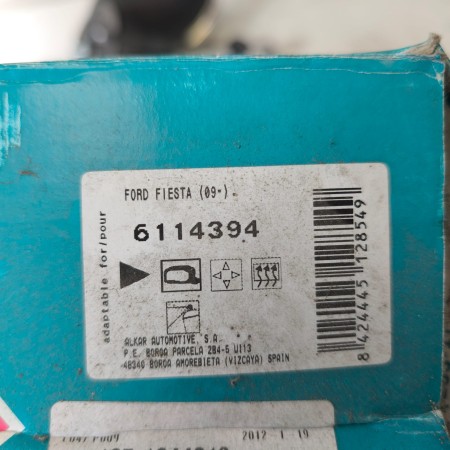 FORD FIESTA (09-)
adaptable for/pour
6114394
ALKAR AUTOMOTIVE, S.A.
P.E. BOROA PARCELA 2B4-5 U113
48340 BOROA AMOREBIETA (VIZCAYA) SPAIN
8 424445 128549
2012- 1 19